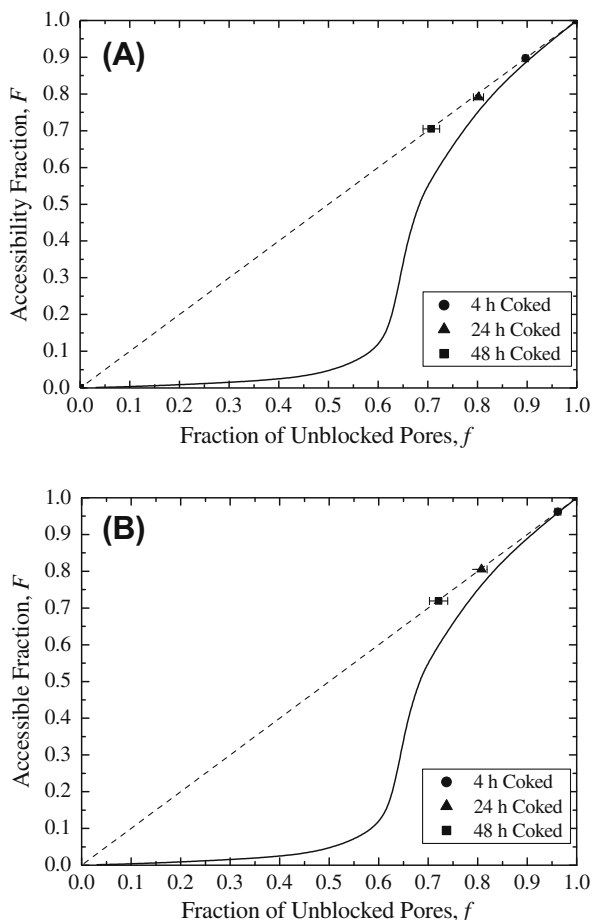 (A)
1.0
0.9
0.8
0.7
0.6
0.5
0.4
0.3
0.2
0.1
0.0
Accessibility Fraction, F
4 h Coked
24 h Coked
48 h Coked
0.0 0.1 0.2 0.3 0.4 0.5 0.6 0.7 0.8 0.9 1.0
Fraction of Unblocked Pores, f
(B)
1.0
0.9
0.8
0.7
0.6
0.5
0.4
0.3
0.2
0.1
0.0
Accessible Fraction, F
4 h Coked
24 h Coked
48 h Coked
0.0 0.1 0.2 0.3 0.4 0.5 0.6 0.7 0.8 0.9 1.0
Fraction of Unblocked Pores, f